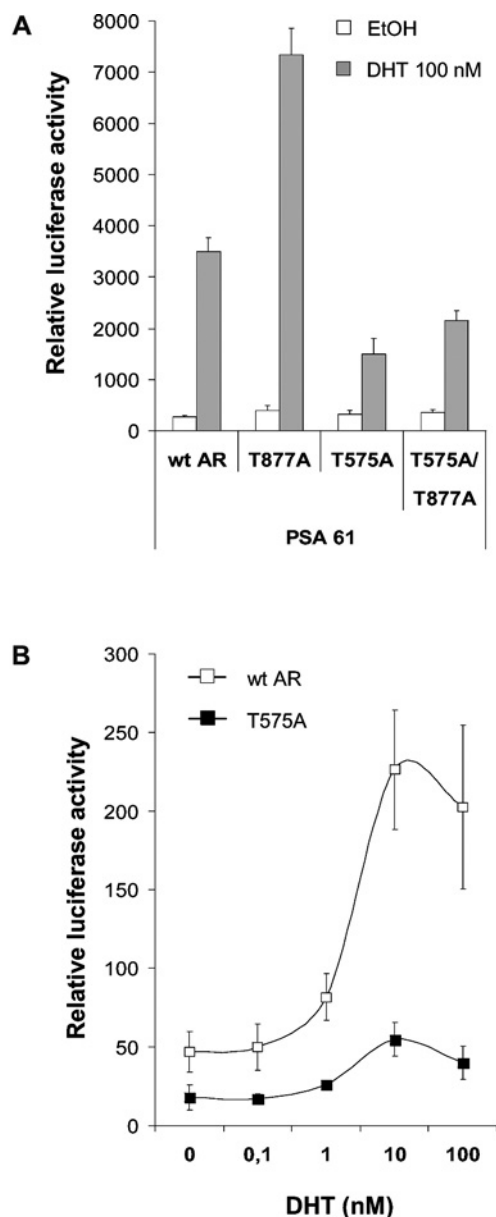 A
EtOH
DHT 100 nM
Relative luciferase activity
8000
7000
6000
5000
4000
3000
2000
1000
0
wt AR T877A T575A T575A/
T877A
PSA 61
B
wt AR
T575A
Relative luciferase activity
300
250
200
150
100
50
0
0 0,1 1 10 100
DHT (nM)